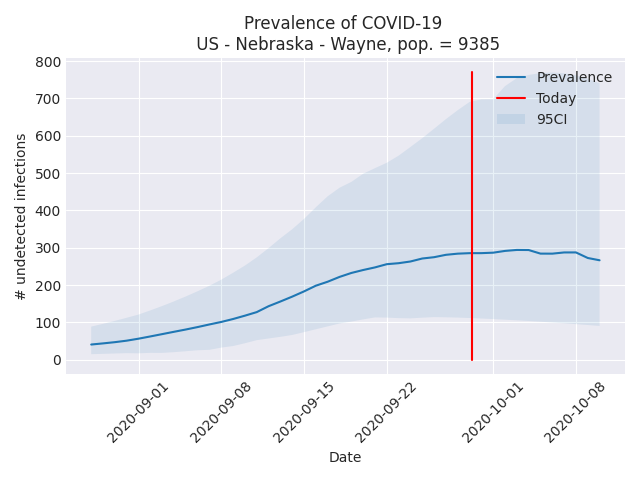 Prevalence of COVID-19
US - Nebraska - Wayne, pop. = 9385
800
700
600
500
400
300
200
100
0
# undetected infections
Prevalence
Today
95CI
2020-09-01
2020-09-08
2020-09-15
2020-09-22
2020-10-01
2020-10-08
Date